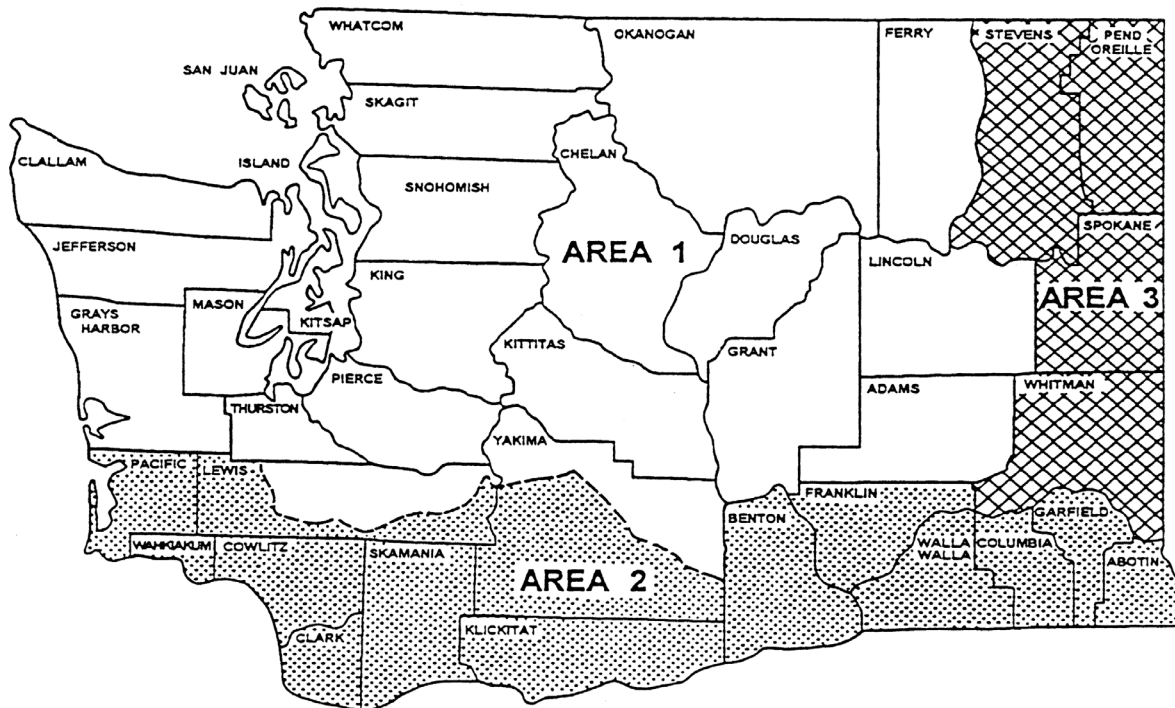 WHATCOM
OKANOGAN
FERRY
STEVENS
PEND
OREILLE
SAN JUAN
SKAGIT
CLALLAM
ISLAND
CHELAN
SNOHOMISH
JEFFERSON
AREA 1
DOUGLAS
SPOKANE
KING
LINCOLN
GRAYS
HARBOR
MASON
KITSAP
AREA 3
KITTITAS
GRANT
PIERCE
ADAMS
WHITMAN
THURSTON
YAKIMA
PACIFIC
LEWIS
FRANKLIN
BENTON
GARFIELD
WAHKIAKUM
COWLITZ
SKAMANIA
WALLA
WALLA
COLUMBIA
ABOTIN
AREA 2
CLARK
KLICKITAT